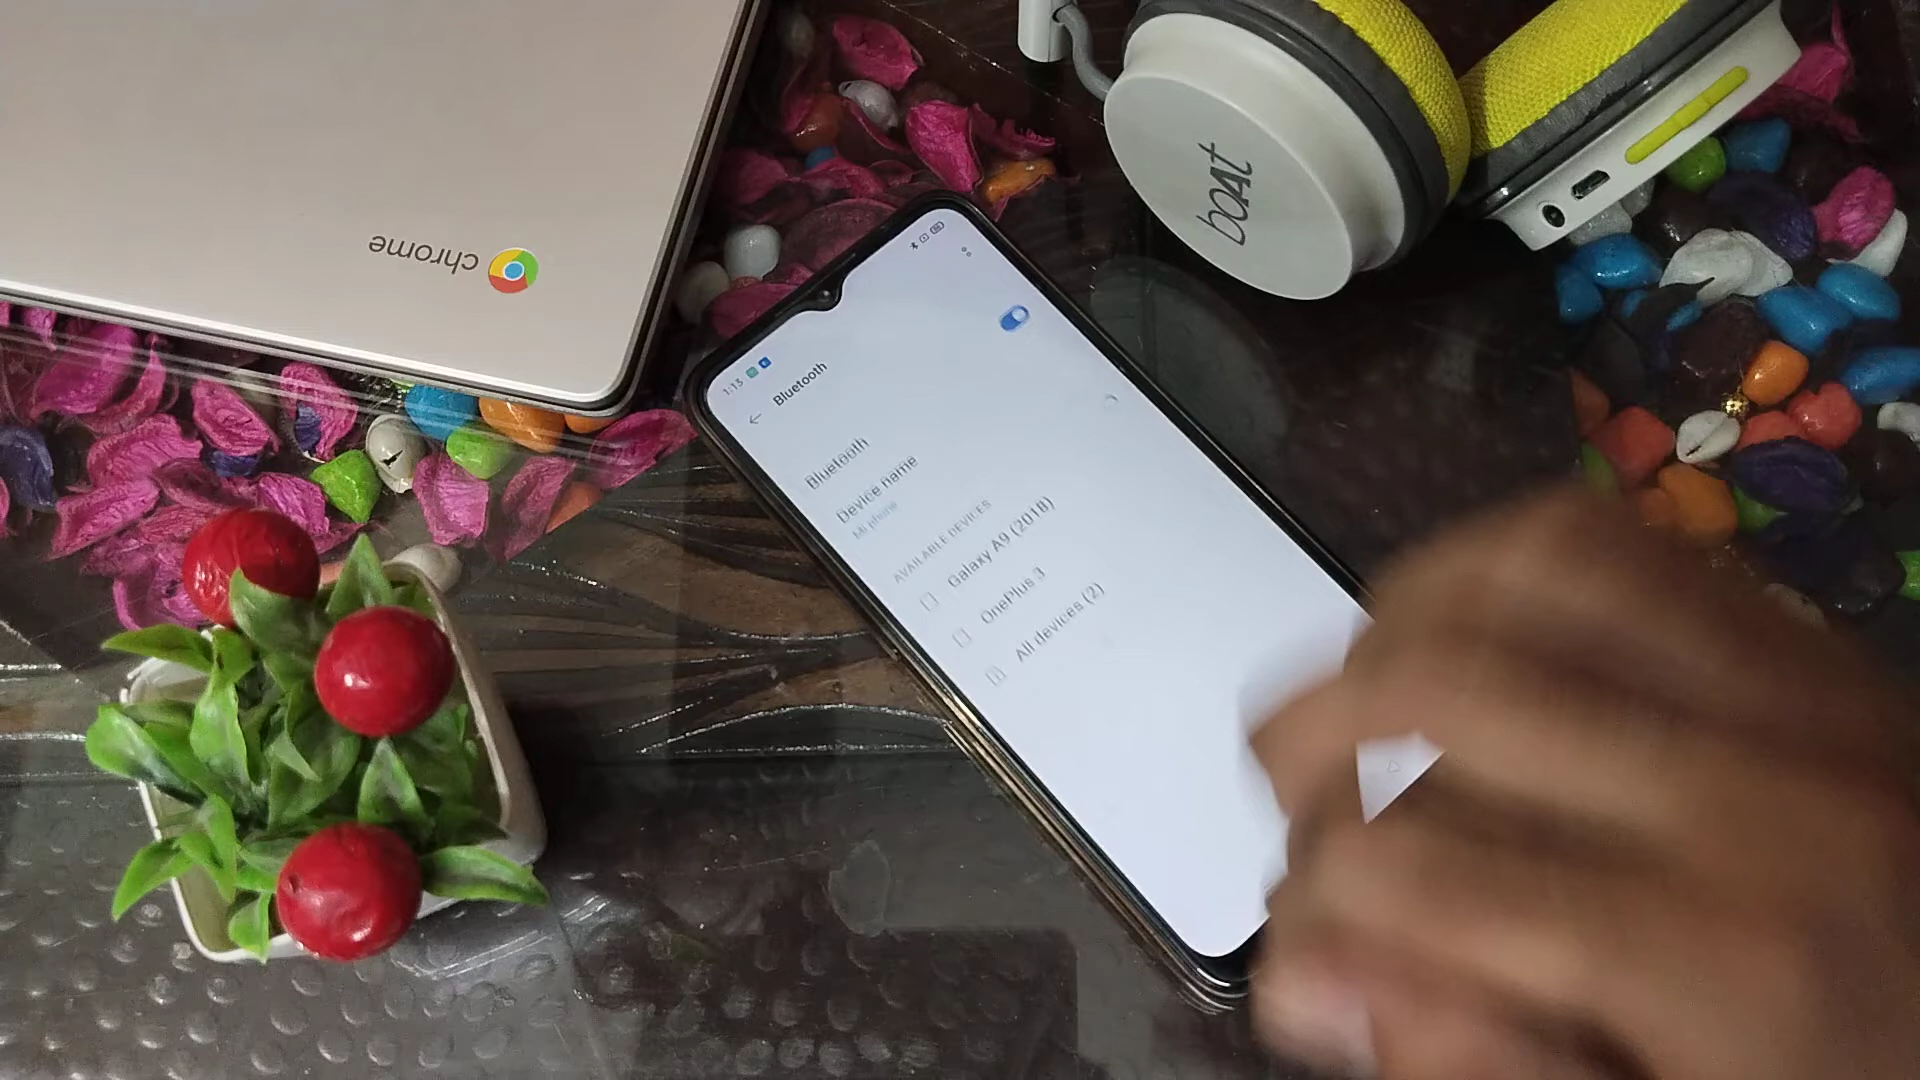 chrome
boAt
1:13
Bluetooth
Bluetooth
Device name
Mi phone
AVAILABLE DEVICES
Galaxy A9 (2018)
OnePlus 3
All devices (2)